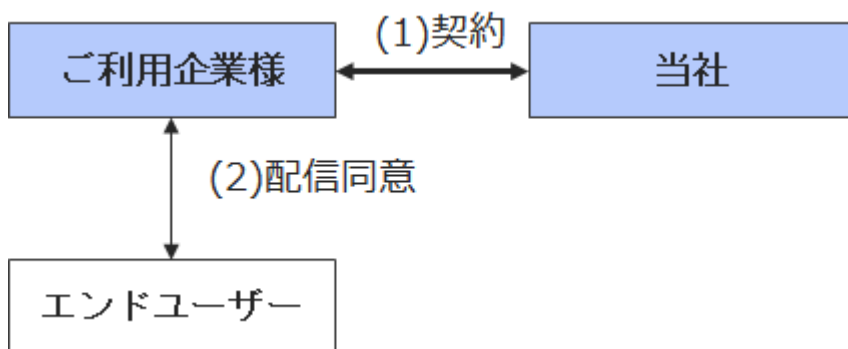 (1)契約
ご利用企業様
当社
(2)配信同意
エンドユーザー